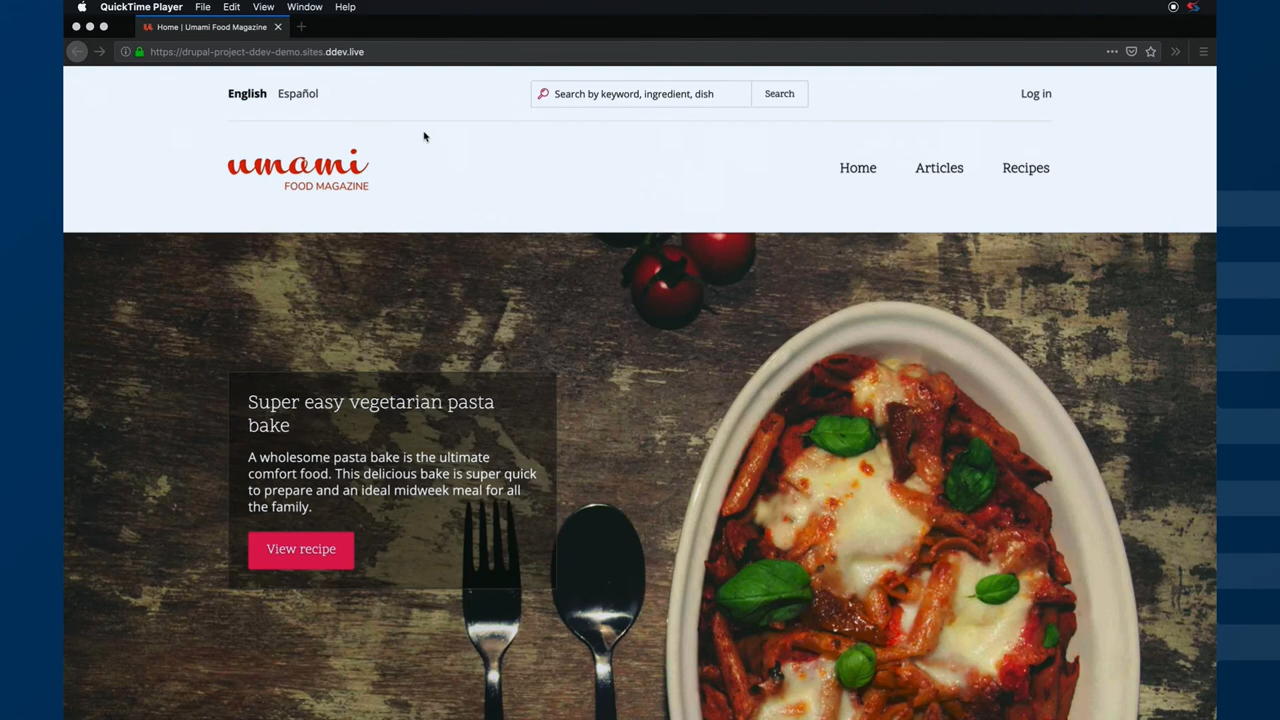 QuickTime Player File Edit View Window Help
Home | Umami Food Magazine
https://drupal-project-ddev-demo.sites.ddev.live
English Español
Search by keyword, ingredient, dish
Search
Log in
umami
FOOD MAGAZINE
Home Articles Recipes
Super easy vegetarian pasta
bake
A wholesome pasta bake is the ultimate
comfort food. This delicious bake is super quick
to prepare and an ideal midweek meal for all
the family.
View recipe